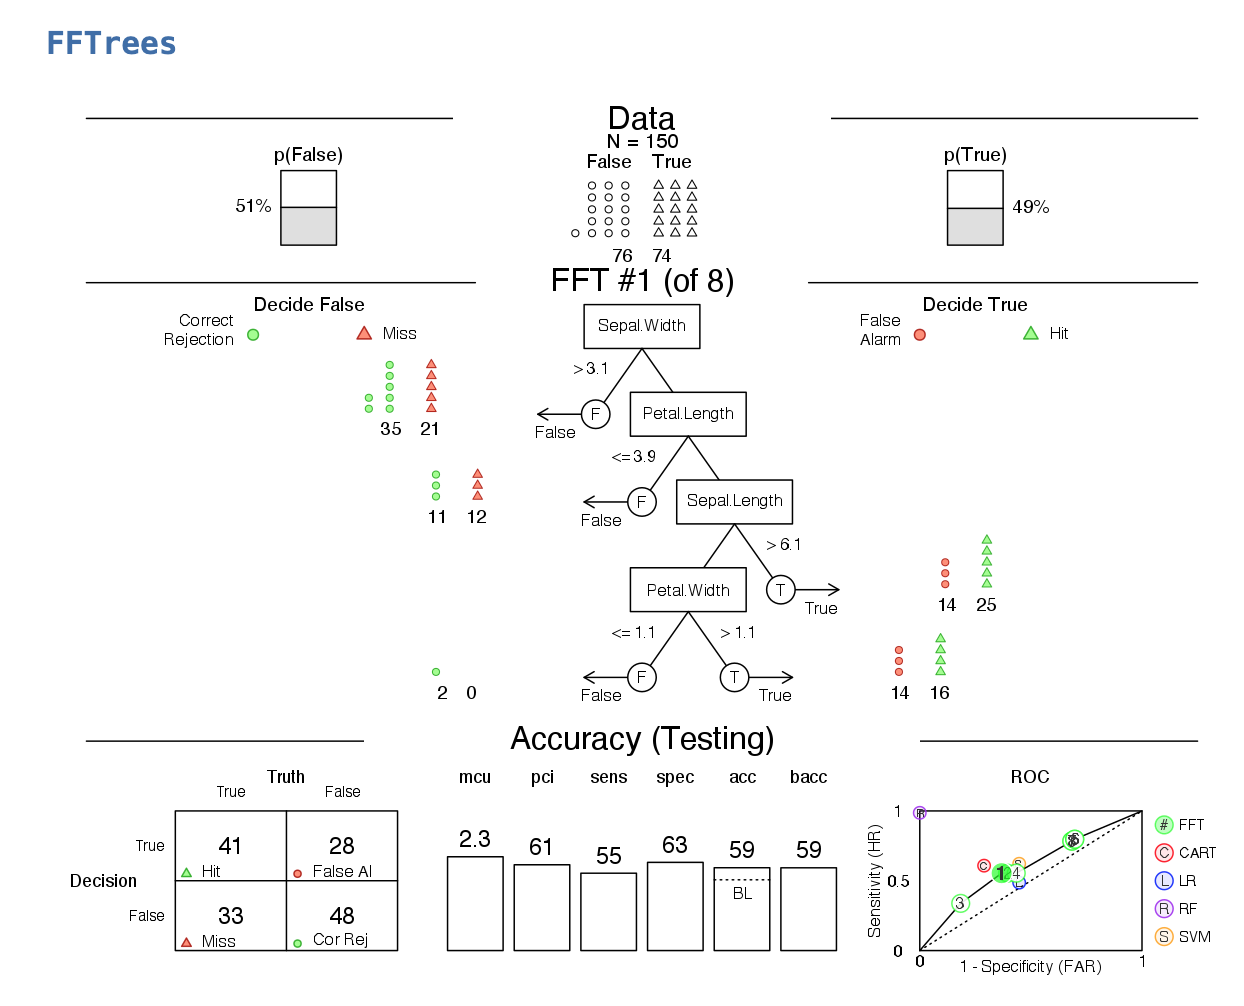 FFTrees
Data
N = 150
False True
p(False)
51%
p(True)
49%
76 74
FFT #1 (of 8)
Decide False
Correct
Rejection
Miss
Decide True
False
Alarm
Hit
Sepal.Width
> 3.1
F
False
35 21
Petal.Length
<= 3.9
F
False
11 12
Sepal.Length
> 6.1
T
True
14 25
Petal.Width
<= 1.1 > 1.1
F T
False True
2 0
14 16
Accuracy (Testing)
Truth
True False
Decision
True
41 28
Hit False Al
False
33 48
Miss Cor Rej
mcu pci sens spec acc bacc
2.3 61 55 63 59 59
BL
ROC
Sensitivity (HR)
1
0.5
0
0 1
1 - Specificity (FAR)
R
C
S
1
4
3
# FFT
C CART
L LR
R RF
S SVM